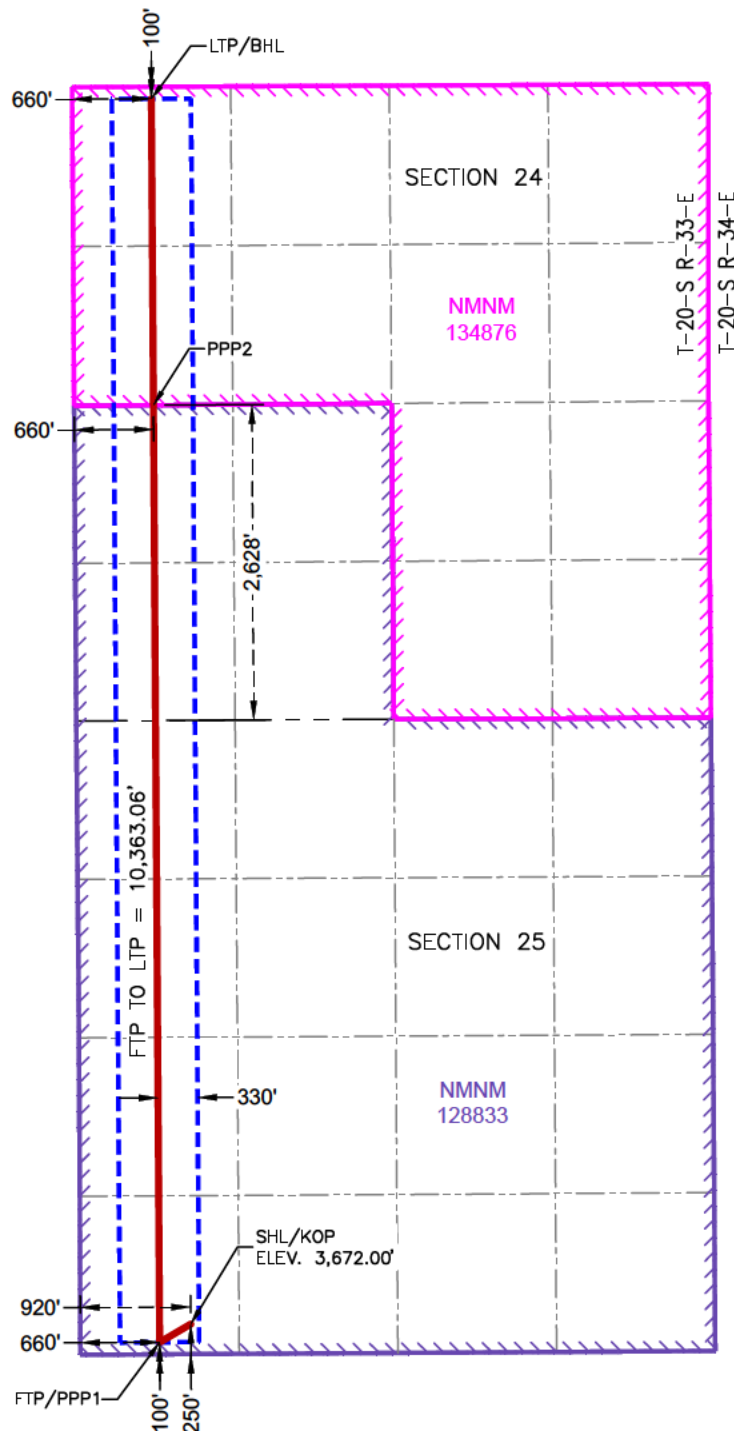 100'
LTP/BHL
660'
SECTION 24
T-20-S R-33-E
T-20-S R-34-E
NMNM
134876
PPP2
660'
2,628'
FTP TO LTP = 10,363.06'
SECTION 25
330'
NMNM
128833
SHL/KOP
ELEV. 3,672.00'
920'
660'
FTP/PPP1
100'
250'